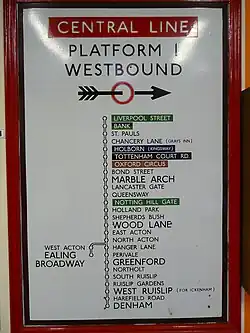 CENTRAL LINE
PLATFORM 1
WESTBOUND
LIVERPOOL STREET
BANK
ST. PAULS
CHANCERY LANE (GRAYS INN)
HOLBORN (KINGSWAY)
TOTTENHAM COURT RD.
OXFORD CIRCUS
BOND STREET
MARBLE ARCH
LANCASTER GATE
QUEENSWAY
NOTTING HILL GATE
HOLLAND PARK
SHEPHERDS BUSH
WOOD LANE
EAST ACTON
NORTH ACTON
WEST ACTON
EALING
BROADWAY
HANGER LANE
PERIVALE
GREENFORD
NORTHOLT
SOUTH RUISLIP
RUISLIP GARDENS
WEST RUISLIP (FOR ICKENHAM)
HAREFIELD ROAD
DENHAM